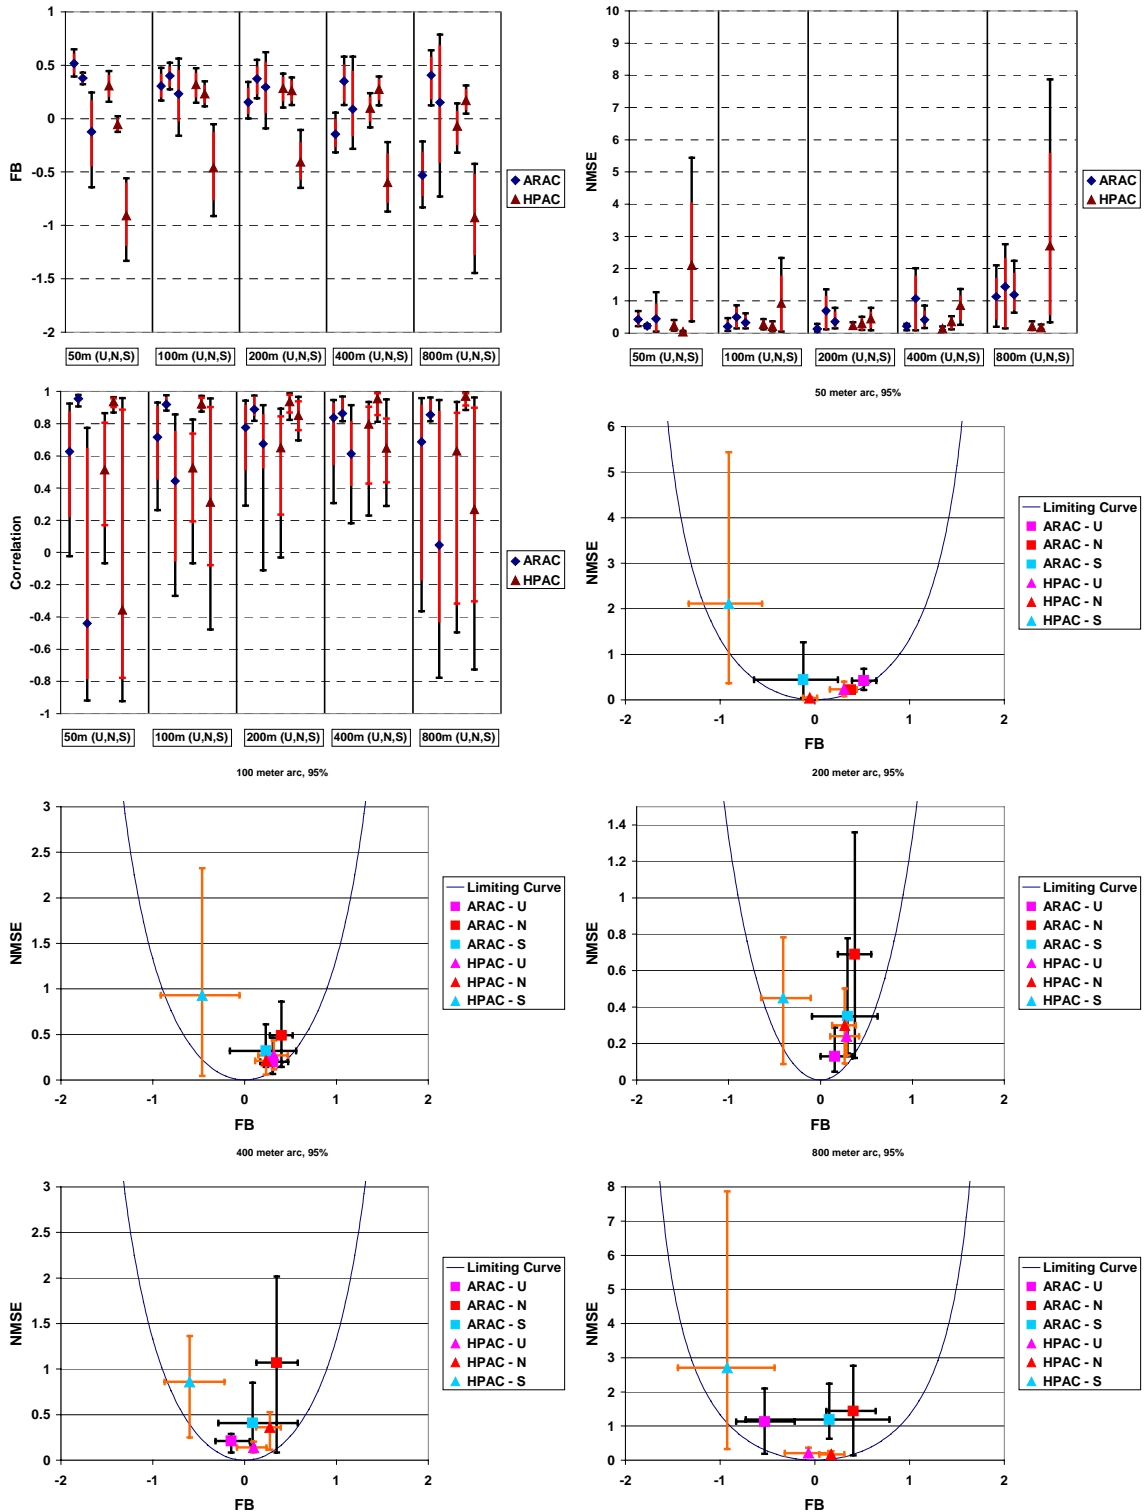 1
0.5
0
-0.5
-1
-1.5
-2
FB
50m (U,N,S)
100m (U,N,S)
200m (U,N,S)
400m (U,N,S)
800m (U,N,S)
ARAC
HPAC
10
9
8
7
6
5
4
3
2
1
0
NMSE
50m (U,N,S)
100m (U,N,S)
200m (U,N,S)
400m (U,N,S)
800m (U,N,S)
ARAC
HPAC
1
0.8
0.6
0.4
0.2
0
-0.2
-0.4
-0.6
-0.8
-1
Correlation
50m (U,N,S)
100m (U,N,S)
200m (U,N,S)
400m (U,N,S)
800m (U,N,S)
ARAC
HPAC
50 meter arc, 95%
6
5
4
3
2
1
0
NMSE
-2
-1
0
1
2
FB
Limiting Curve
ARAC - U
ARAC - N
ARAC - S
HPAC - U
HPAC - N
HPAC - S
100 meter arc, 95%
3
2.5
2
1.5
1
0.5
0
NMSE
-2
-1
0
1
2
FB
Limiting Curve
ARAC - U
ARAC - N
ARAC - S
HPAC - U
HPAC - N
HPAC - S
200 meter arc, 95%
1.4
1.2
1
0.8
0.6
0.4
0.2
0
NMSE
-2
-1
0
1
2
FB
Limiting Curve
ARAC - U
ARAC - N
ARAC - S
HPAC - U
HPAC - N
HPAC - S
400 meter arc, 95%
3
2.5
2
1.5
1
0.5
0
NMSE
-2
-1
0
1
2
FB
Limiting Curve
ARAC - U
ARAC - N
ARAC - S
HPAC - U
HPAC - N
HPAC - S
800 meter arc, 95%
8
7
6
5
4
3
2
1
0
NMSE
-2
-1
0
1
2
FB
Limiting Curve
ARAC - U
ARAC - N
ARAC - S
HPAC - U
HPAC - N
HPAC - S